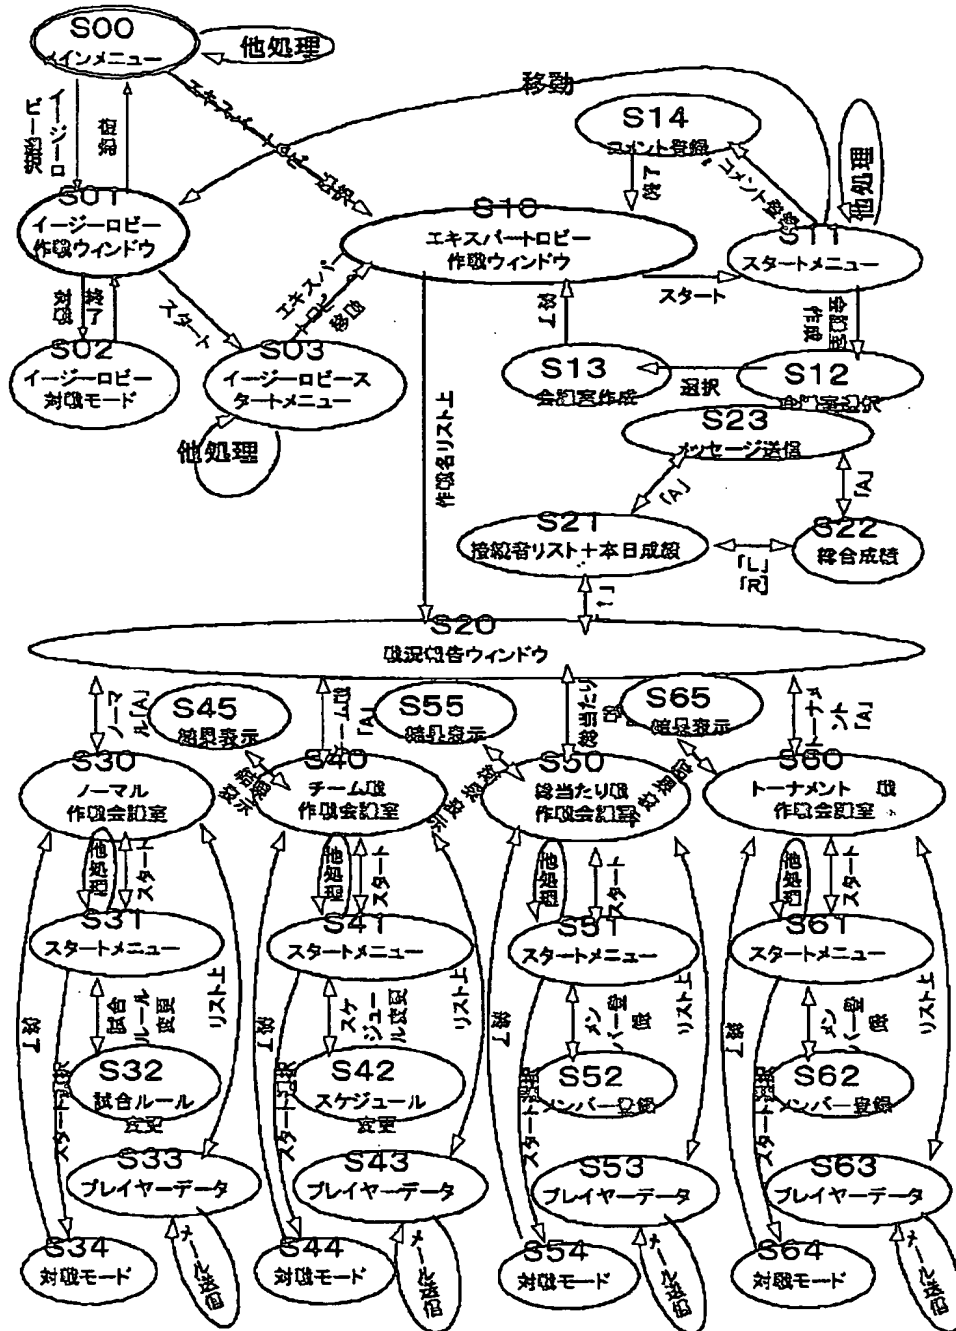 S00
メインメニュー
他処理
イージーロ
ビー選択
エキスパートロビー選択
移動
S14
コメント登録
終了
コメント登録
他処理
S01
イージーロビー
作戦ウィンドウ
S10
エキスパートロビー
作戦ウィンドウ
S11
スタートメニュー
対戦
終了
スタート
エキスパー
トロビー
移動
スタート
終了
会議室
作成
S02
イージーロビー
対戦モード
S03
イージーロビース
タートメニュー
他処理
S13
会議室作成
選択
S12
会議室選択
S23
メッセージ送信
作戦名リスト上
「A」
「A」
S21
接続者リスト+本日成績
「L」
「R」
S22
総合成績
「↑」
S20
戦況報告ウィンドウ
ノーマ
ル「A」
S45
結果表示
チーム戦
「A」
S55
結果表示
総当たり
S65
結果表示
トーナメ
ント「A」
S30
ノーマル
作戦会議室
結果
表示
S40
チーム戦
作戦会議室
結果表示
S50
総当たり戦
作戦会議室
結果表示
S60
トーナメント 戦
作戦会議室
他処理
スタート
他処理
スタート
他処理
スタート
他処理
スタート
S31
スタートメニュー
S41
スタートメニュー
S51
スタートメニュー
S61
スタートメニュー
終了
試合
ルール
変更
リスト上
終了
スケ
ジュー
ル変更
リスト上
終了
メン
バー登
録
リスト上
終了
メン
バー登
録
リスト上
スタート選択
S32
試合ルール
変更
スタート選択
S42
スケジュール
変更
スタート選択
S52
メンバー登録
スタート選択
S62
メンバー登録
S33
プレイヤーデータ
S43
プレイヤーデータ
S53
プレイヤーデータ
S63
プレイヤーデータ
S34
対戦モード
メール送信
S44
対戦モード
メール送信
S54
対戦モード
メール送信
S64
対戦モード
メール送信